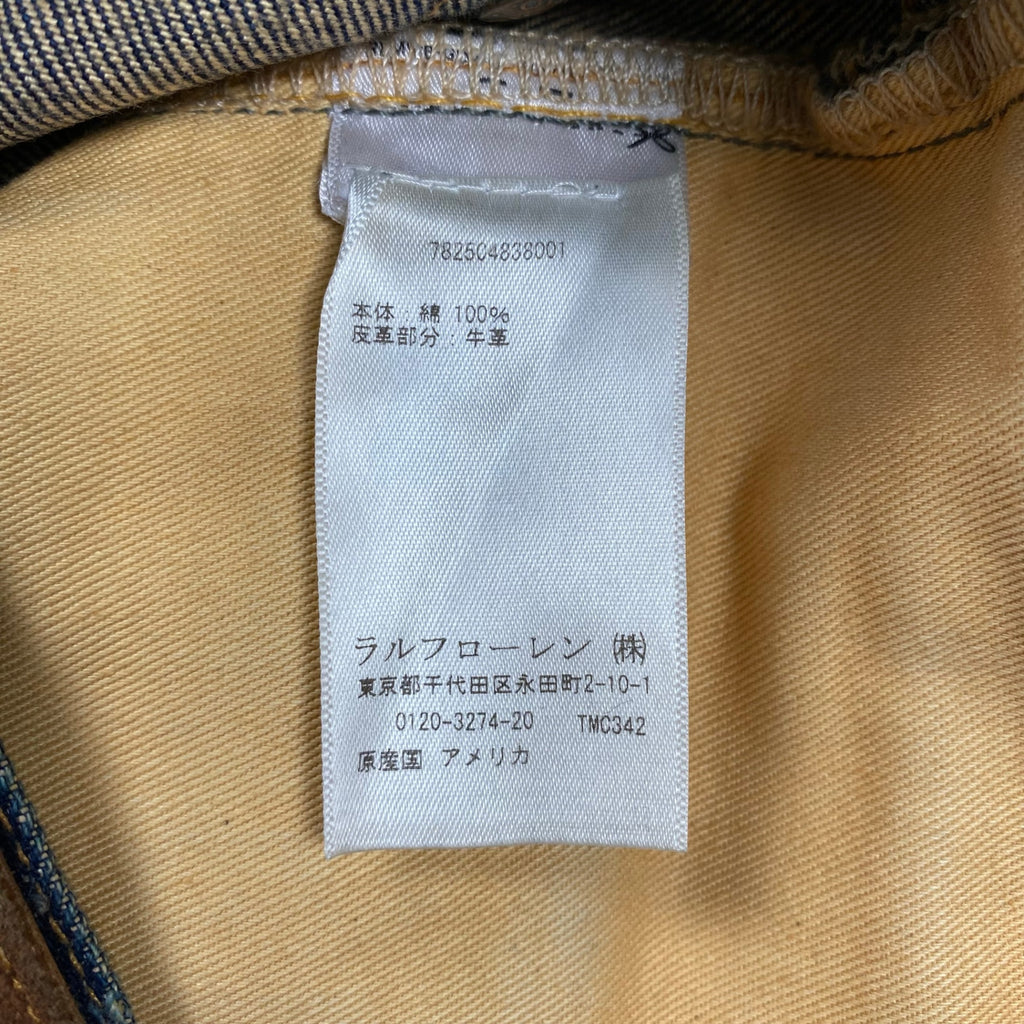 782504838001
本体：綿 100%
皮革部分：牛革
ラルフローレン ㈱
東京都千代田区永田町2-10-1
0120-3274-20 TMC342
原産国 アメリカ